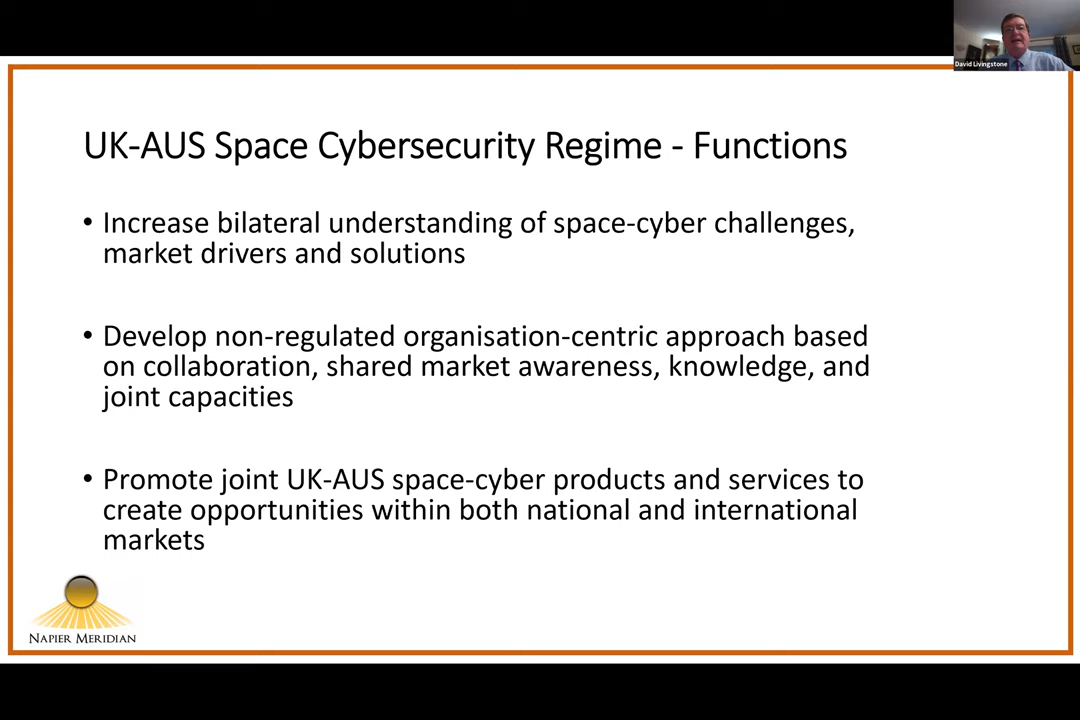 David Livingstone
UK-AUS Space Cybersecurity Regime - Functions
• Increase bilateral understanding of space-cyber challenges,
market drivers and solutions
• Develop non-regulated organisation-centric approach based
on collaboration, shared market awareness, knowledge, and
joint capacities
• Promote joint UK-AUS space-cyber products and services to
create opportunities within both national and international
markets
NAPIER MERIDIAN